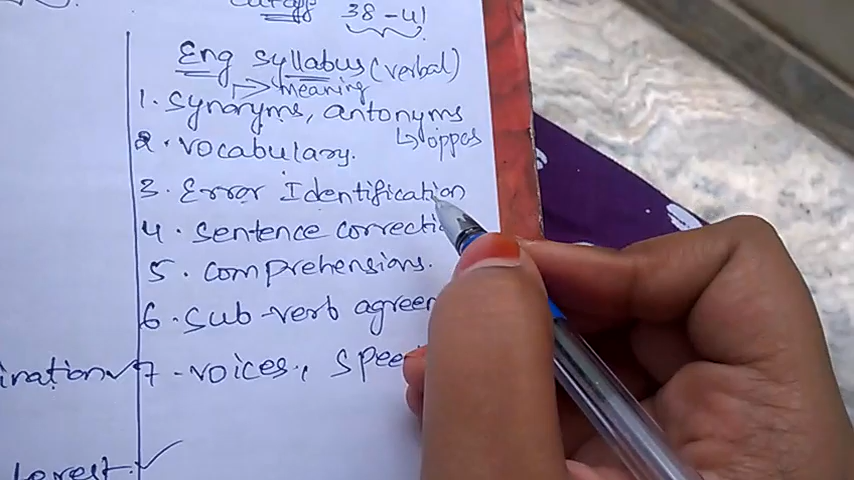 38-41
Eng Syllabus (verbal)
↳ meaning
1. Synonyms, antonyms
↳ oppos
2. vocabulary.
3. Error Identification
4. Sentence correcti
5. comprehensions.
6. sub-verb agreem
iration ✓ 7. voices, spee
✓